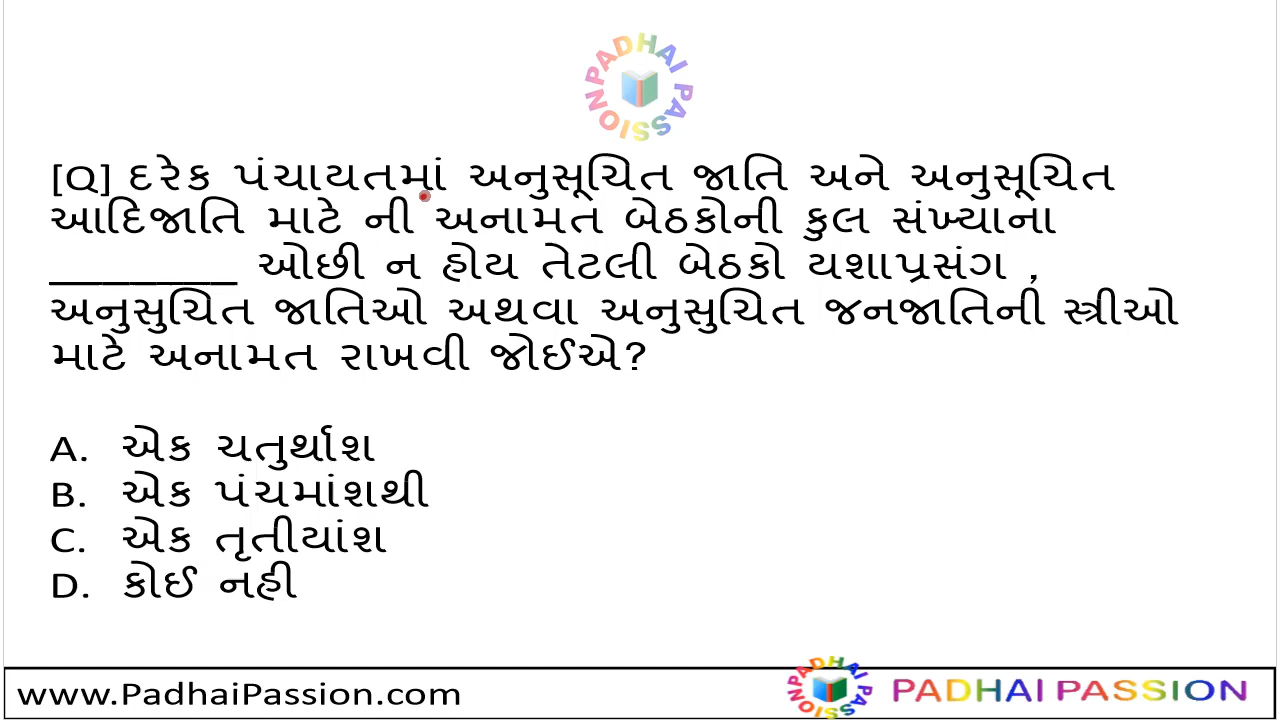 PADHAI PASSION
[Q] દરેક પંચાયતમાં અનુસૂચિત જાતિ અને અનુસૂચિત
આદિજાતિ માટે ની અનામત બેઠકોની કુલ સંખ્યાના
________ ઓછી ન હોય તેટલી બેઠકો યશાપ્રસંગ ,
અનુસુચિત જાતિઓ અથવા અનુસુચિત જનજાતિની સ્ત્રીઓ
માટે અનામત રાખવી જોઈએ?
A. એક ચતુર્થાંશ
B. એક પંચમાંશથી
C. એક તૃતીયાંશ
D. કોઈ નહી
www.PadhaiPassion.com
PADHAI PASSION
PADHAI PASSION